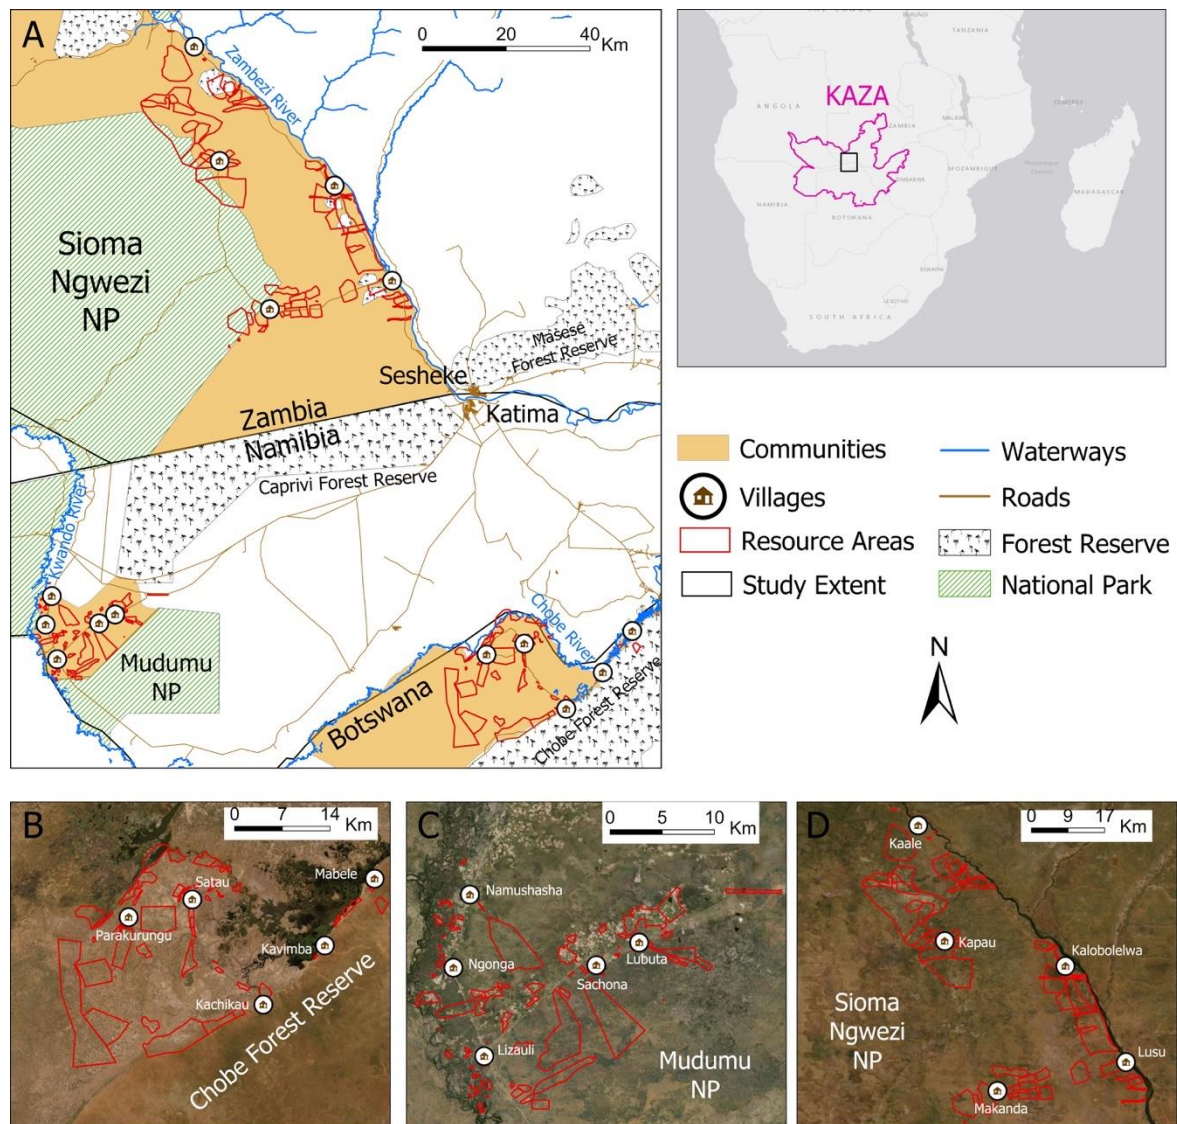 A
0 20 40
Km
Zambezi River
Sioma
Ngwezi
NP
Masese
Forest Reserve
Sesheke
Katima
Zambia
Namibia
Caprivi Forest Reserve
Kwando River
Mudumu
NP
Chobe River
Botswana
Chobe Forest Reserve
BURUNDI
TANZANIA
KAZA
ANGOLA
ZAMBIA
MALAWI
MOZAMBIQUE
Mozambique
Channel
MADAGASCAR
NAMIBIA
BOTSWANA
LESOTHO
SOUTH AFRICA
Communities
Villages
Resource Areas
Study Extent
Waterways
Roads
Forest Reserve
National Park
N
B
0 7 14
Km
Mabele
Satau
Parakurungu
Kavimba
Kachikau
Chobe Forest Reserve
C
0 5 10
Km
Namushasha
Ngonga
Lubuta
Sachona
Lizauli
Mudumu
NP
D
0 9 17
Km
Kaale
Kapau
Kalobolelwa
Sioma
Ngwezi
NP
Lusu
Makanda